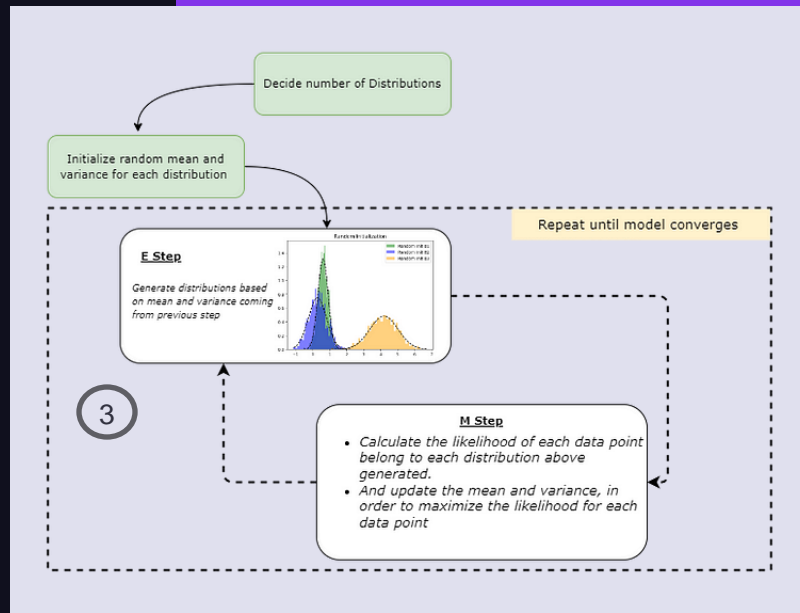 Decide number of Distributions
Initialize random mean and
variance for each distribution
Repeat until model converges
E Step
Generate distributions based
on mean and variance coming
from previous step
3
M Step
• Calculate the likelihood of each data point
belong to each distribution above
generated.
• And update the mean and variance, in
order to maximize the likelihood for each
data point